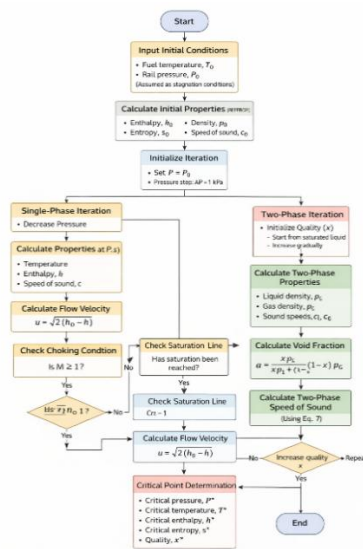 Start
Input Initial Conditions
• Fuel temperature, T₀
• Rail pressure, P₀
(Assumed as stagnation conditions)
Calculate Initial Properties (REFPROP)
• Enthalpy, h₀ • Density, ρ₀
• Entropy, s₀ • Speed of sound, c₀
Initialize Iteration
• Set P = P₀
• Pressure step: ΔP = 1 kPa
Single-Phase Iteration
• Decrease Pressure
Calculate Properties at P,
• Temperature
• Enthalpy, h
• Speed of sound, c
Calculate Flow Velocity
u = √2 (h₀ − h)
Check Choking Condtion
Is M ≥ 1?
1?
No
Yes
Check Saturation Line
Has saturation been
reached?
No
Yes
Check Saturation Line
Calculate Flow Velocity
u = √2 (h₀ − h)
Two-Phase Iteration
• Initialize Quality (x)
– Start from saturated liquid
– Increase gradually
Calculate Two-Phase
Properties
• Liquid density, ρL
• Gas density,
• Sound speeds,
Calculate Void Fraction
Calculate Two-Phase
Speed of Sound
(Using Eq. 7)
Increase quality
x
No
Repeat
Yes
Critical Point Determination
• Critical pressure, P*
• Critical temperature, T*
• Critical enthalpy, h*
• Critical entropy, s*
• Quality, x*
End